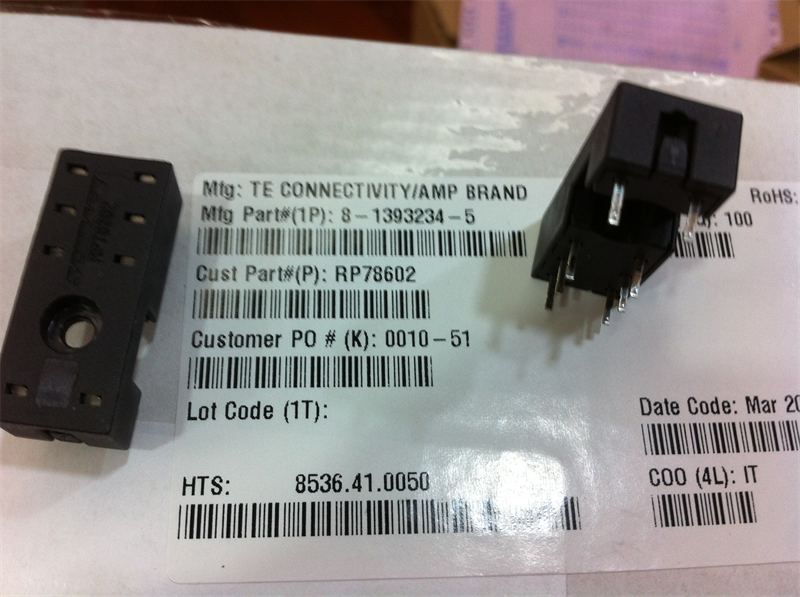 Mfg: TE CONNECTIVITY/AMP BRAND
RoHS:
Mfg Part#(1P): 8-1393234-5
100
Cust Part#(P): RP78602
Customer PO # (K): 0010-51
Lot Code (1T):
Date Code: Mar 20
HTS: 8536.41.0050
COO (4L): IT